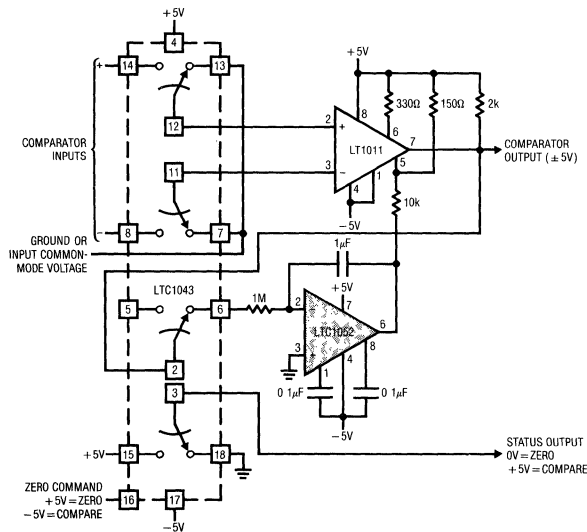 +5V
4
+
14
13
+5V
12
330Ω
150Ω
2k
8
6
2
+
LT1011
7
COMPARATOR
OUTPUT (±5V)
COMPARATOR
INPUTS
11
3
−
5
1
4
−5V
10k
−
8
7
GROUND OR
INPUT COMMON-
MODE VOLTAGE
1µF
LTC1043
+5V
5
6
1M
2
−
7
LTC1052
6
3
+
1
4
8
2
3
0 1µF
0 1µF
−5V
STATUS OUTPUT
0V = ZERO
+5V = COMPARE
+5V
15
18
ZERO COMMAND
+5V = ZERO
−5V = COMPARE
16
17
−5V